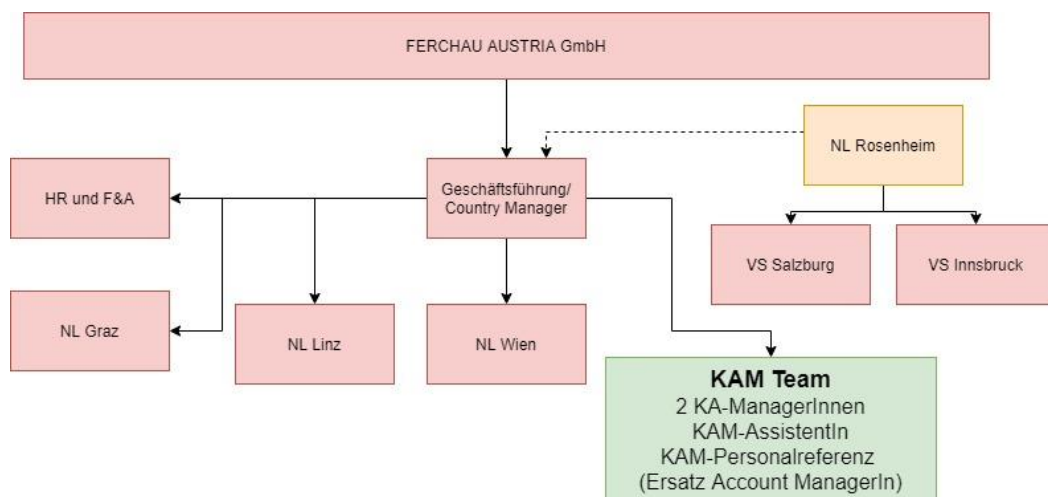 FERCHAU AUSTRIA GmbH
NL Rosenheim
HR und F&A
Geschäftsführung/
Country Manager
VS Salzburg
VS Innsbruck
NL Graz
NL Linz
NL Wien
KAM Team
2 KA-ManagerInnen
KAM-AssistentIn
KAM-Personalreferenz
(Ersatz Account ManagerIn)